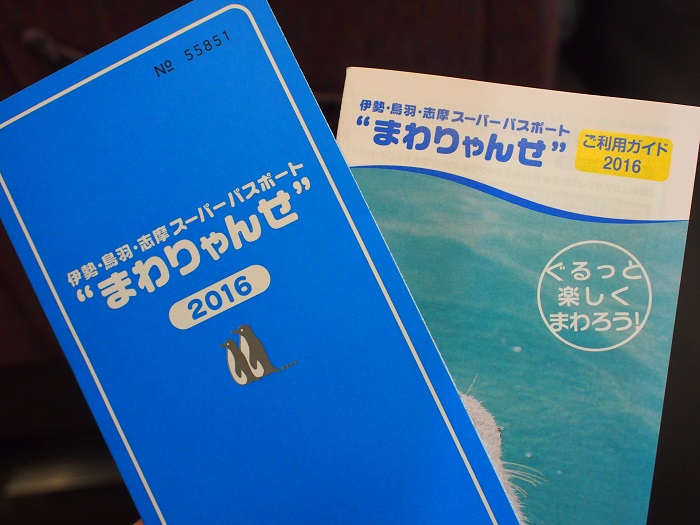 № 55851
伊勢・鳥羽・志摩スーパーパスポート
“まわりゃんせ”
2016
伊勢・鳥羽・志摩スーパーパスポート
“まわりゃんせ”
ご利用ガイド
2016
ぐるっと
楽しく
まわろう!